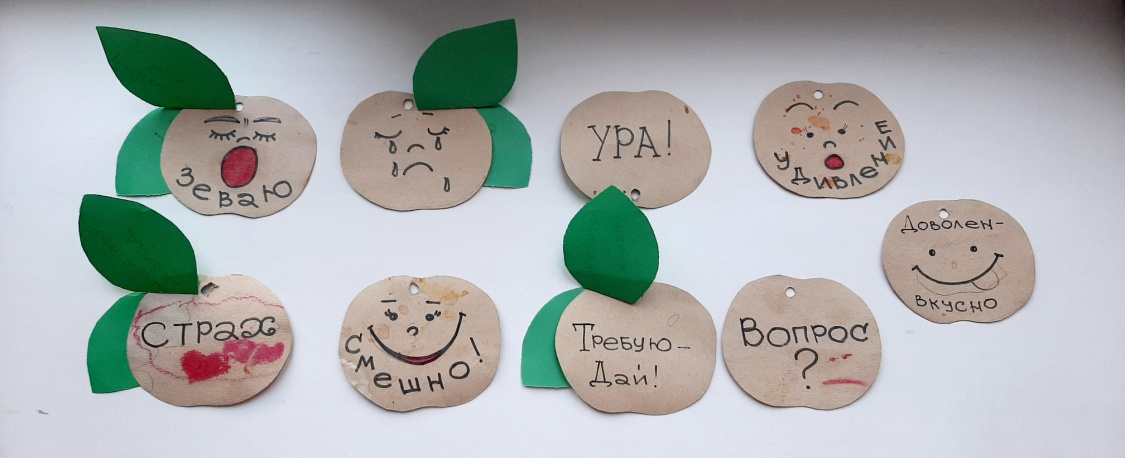 Зеваю
УРА!
Удивление
Доволен-
вкусно
СТРАХ
Смешно!
Требую-
Дай!
Вопрос
?